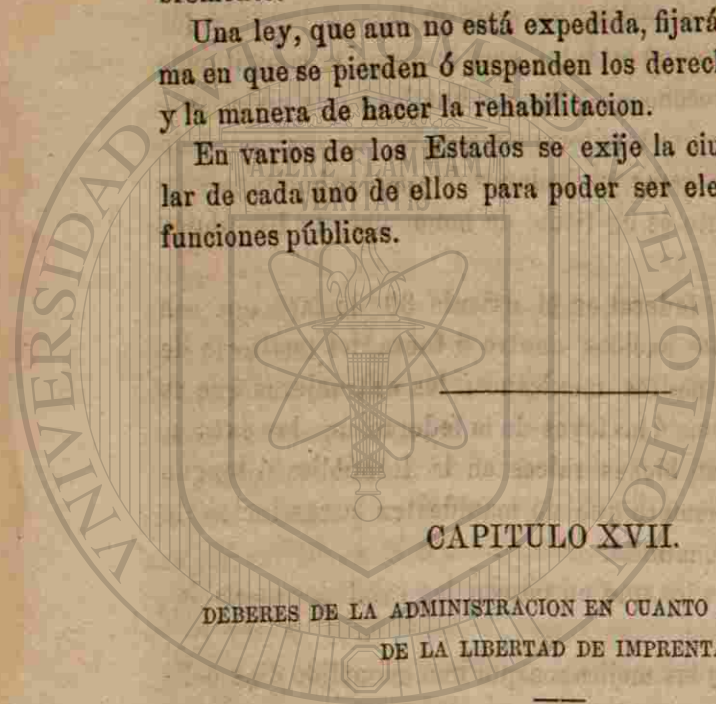 Una ley, que aun no está expedida, fijará
ma en que se pierden ó suspenden los derec
y la manera de hacer la rehabilitacion.
En varios de los Estados se exije la ciu
lar de cada uno de ellos para poder ser ele
funciones públicas.
CAPITULO XVII.
DEBERES DE LA ADMINISTRACION EN CUANTO
DE LA LIBERTAD DE IMPRENT
UNIVERSIDAD